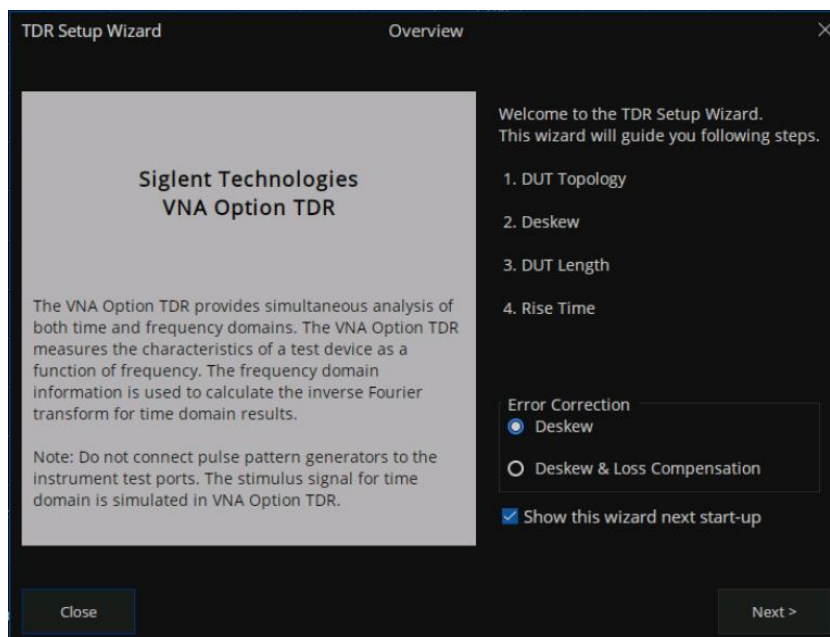 TDR Setup Wizard
Overview
Siglent Technologies
VNA Option TDR
The VNA Option TDR provides simultaneous analysis of
both time and frequency domains. The VNA Option TDR
measures the characteristics of a test device as a
function of frequency. The frequency domain
information is used to calculate the inverse Fourier
transform for time domain results.
Note: Do not connect pulse pattern generators to the
instrument test ports. The stimulus signal for time
domain is simulated in VNA Option TDR.
Welcome to the TDR Setup Wizard.
This wizard will guide you following steps.
1. DUT Topology
2. Deskew
3. DUT Length
4. Rise Time
Error Correction
Deskew
Deskew & Loss Compensation
Show this wizard next start-up
Close
Next >